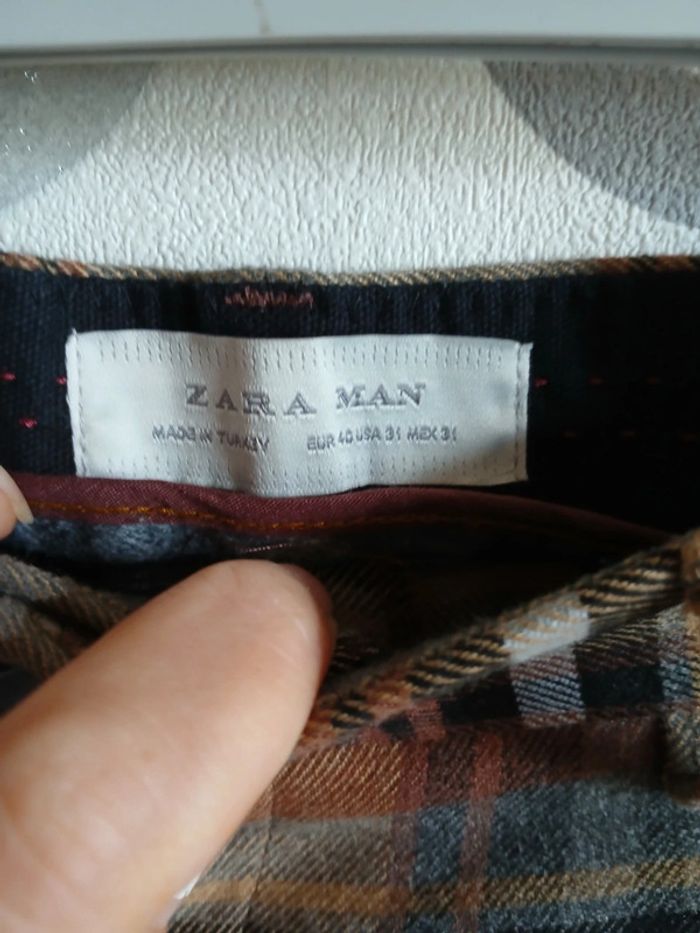 ZARA MAN
MADE IN TURKEY EUR 40 USA 31 MEX 31